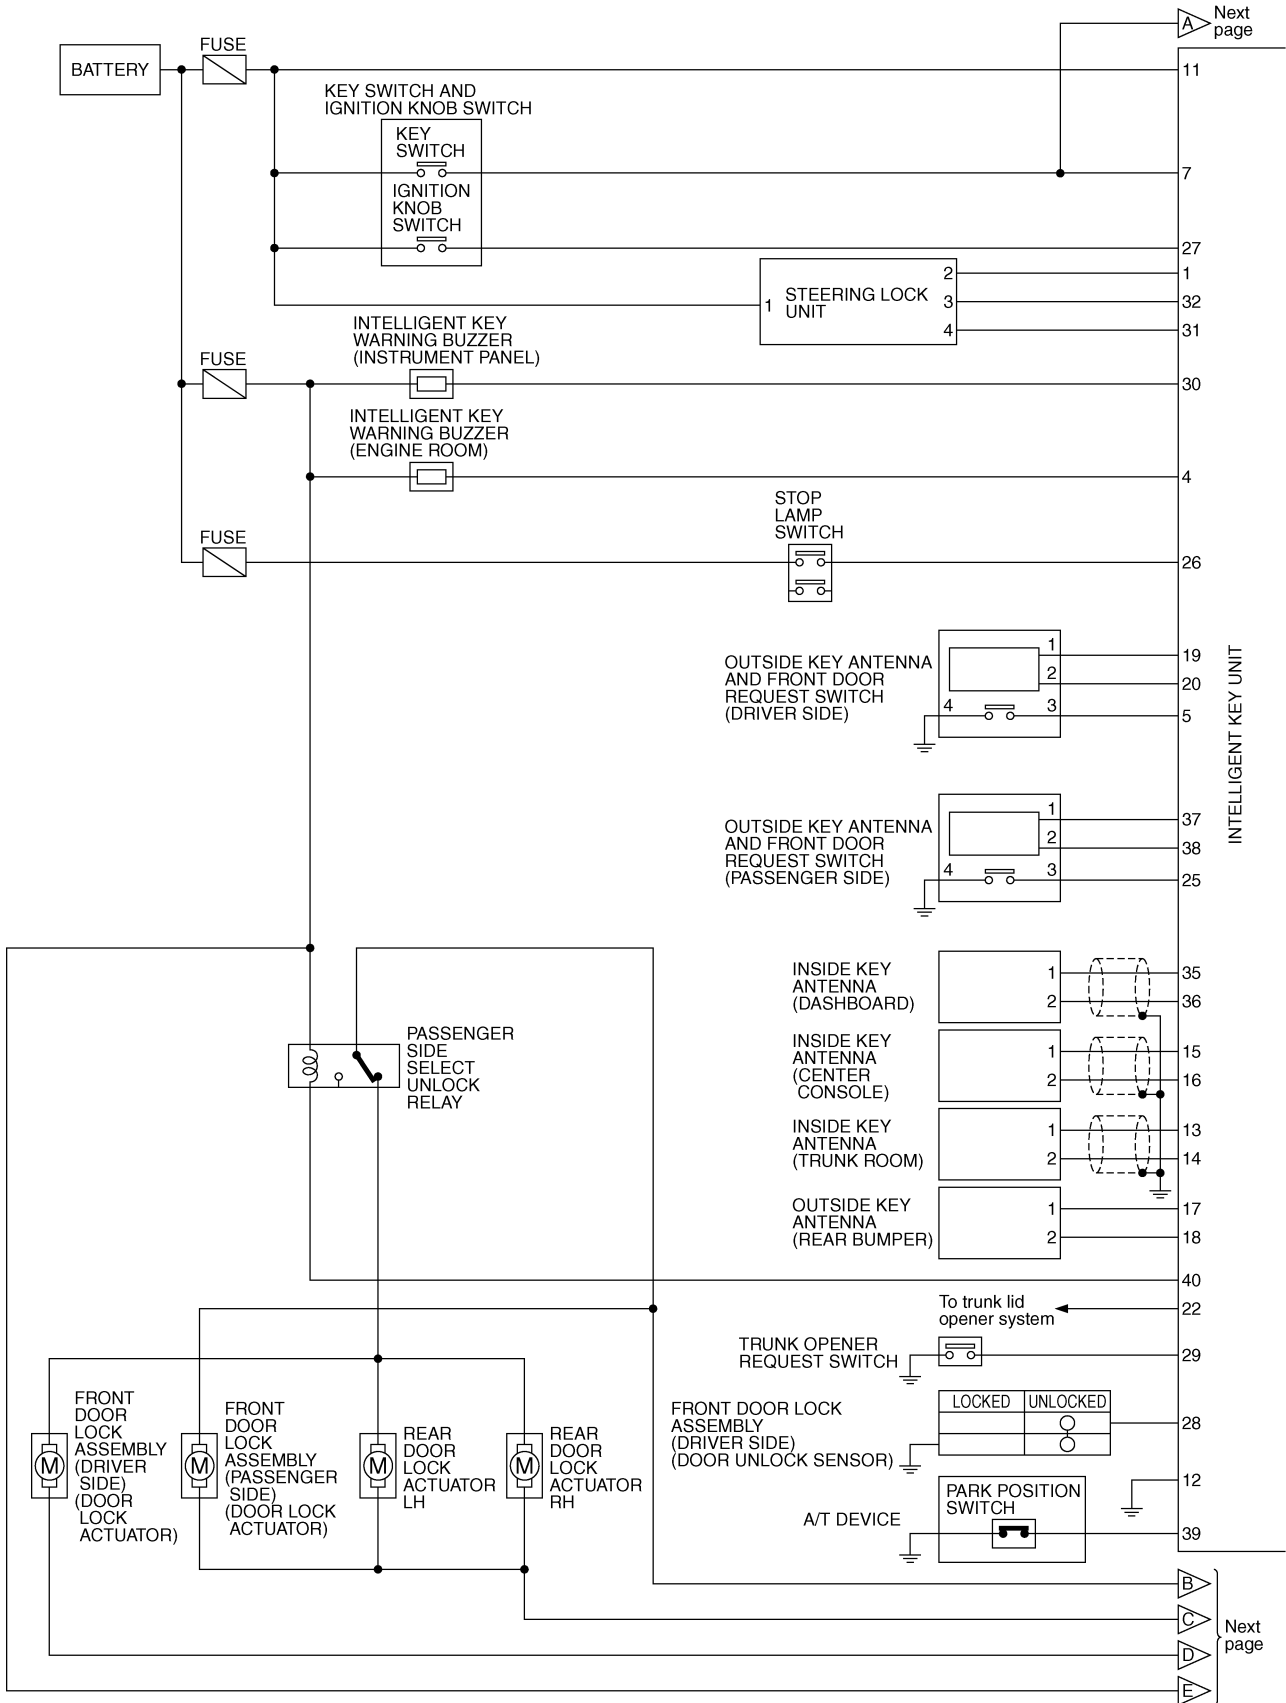 A
Next
page
BATTERY
FUSE
11
KEY SWITCH AND
IGNITION KNOB SWITCH
KEY
SWITCH
7
IGNITION
KNOB
SWITCH
27
1
STEERING LOCK
UNIT
2
1
3
32
4
31
INTELLIGENT KEY
WARNING BUZZER
(INSTRUMENT PANEL)
FUSE
30
INTELLIGENT KEY
WARNING BUZZER
(ENGINE ROOM)
4
STOP
LAMP
SWITCH
FUSE
26
INTELLIGENT KEY UNIT
OUTSIDE KEY ANTENNA
AND FRONT DOOR
REQUEST SWITCH
(DRIVER SIDE)
1
19
2
20
4
3
5
OUTSIDE KEY ANTENNA
AND FRONT DOOR
REQUEST SWITCH
(PASSENGER SIDE)
1
37
2
38
4
3
25
INSIDE KEY
ANTENNA
(DASHBOARD)
1
35
2
36
PASSENGER
SIDE
SELECT
UNLOCK
RELAY
INSIDE KEY
ANTENNA
(CENTER
CONSOLE)
1
15
2
16
INSIDE KEY
ANTENNA
(TRUNK ROOM)
1
13
2
14
OUTSIDE KEY
ANTENNA
(REAR BUMPER)
1
17
2
18
40
To trunk lid
opener system
22
TRUNK OPENER
REQUEST SWITCH
29
FRONT DOOR LOCK
ASSEMBLY
(DRIVER SIDE)
(DOOR UNLOCK SENSOR)
LOCKED
UNLOCKED
28
12
A/T DEVICE
PARK POSITION
SWITCH
39
M
FRONT
DOOR
LOCK
ASSEMBLY
(DRIVER
SIDE)
(DOOR
LOCK
ACTUATOR)
M
FRONT
DOOR
LOCK
ASSEMBLY
(PASSENGER
SIDE)
(DOOR LOCK
ACTUATOR)
M
REAR
DOOR
LOCK
ACTUATOR
LH
M
REAR
DOOR
LOCK
ACTUATOR
RH
B
C
D
E
Next
page